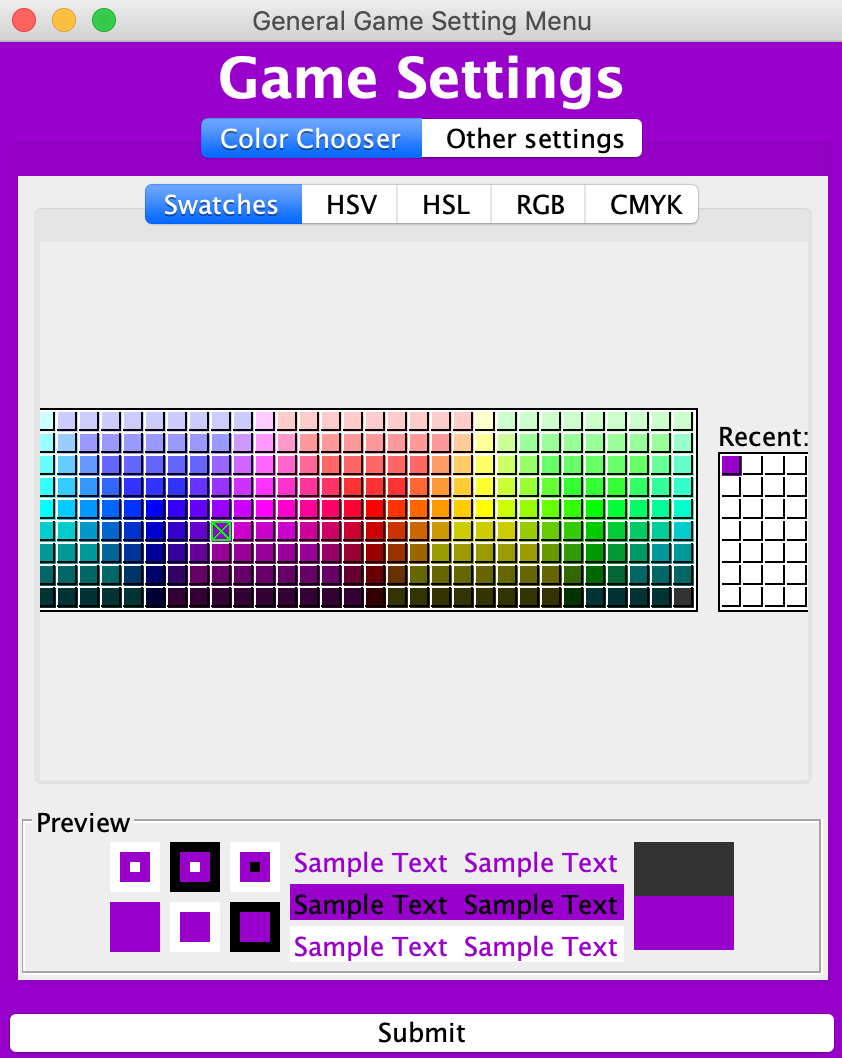 General Game Setting Menu
Game Settings
Color Chooser Other settings
Swatches HSV HSL RGB CMYK
Recent:
Preview
Sample Text Sample Text
Sample Text Sample Text
Sample Text Sample Text
Submit